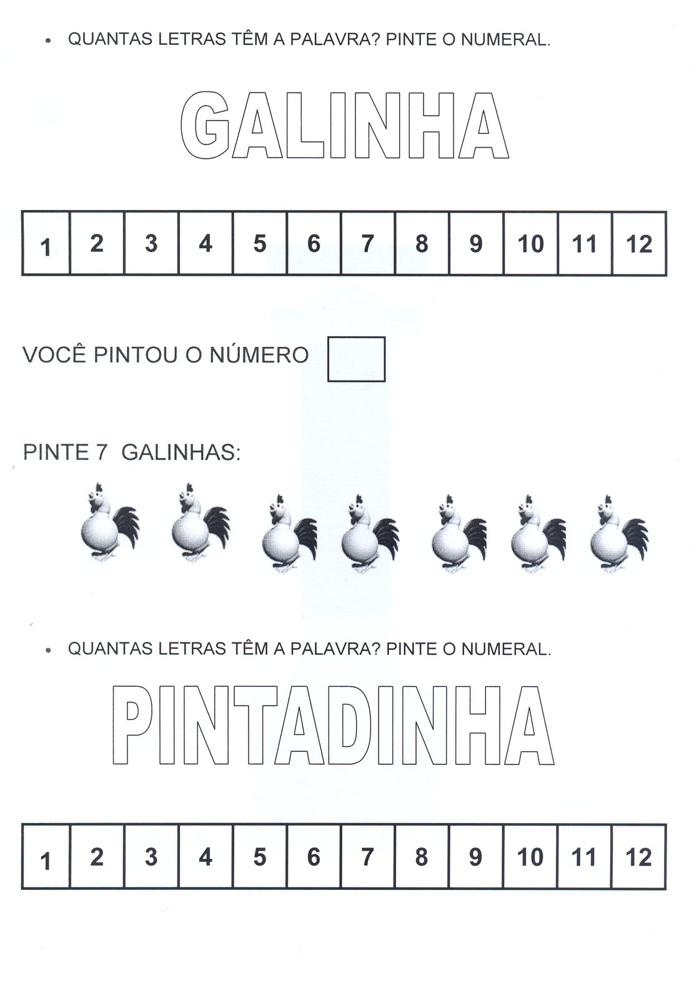 • QUANTAS LETRAS TÊM A PALAVRA? PINTE O NUMERAL.
GALINHA
1 2 3 4 5 6 7 8 9 10 11 12
VOCÊ PINTOU O NÚMERO
PINTE 7 GALINHAS:
• QUANTAS LETRAS TÊM A PALAVRA? PINTE O NUMERAL.
PINTADINHA
1 2 3 4 5 6 7 8 9 10 11 12